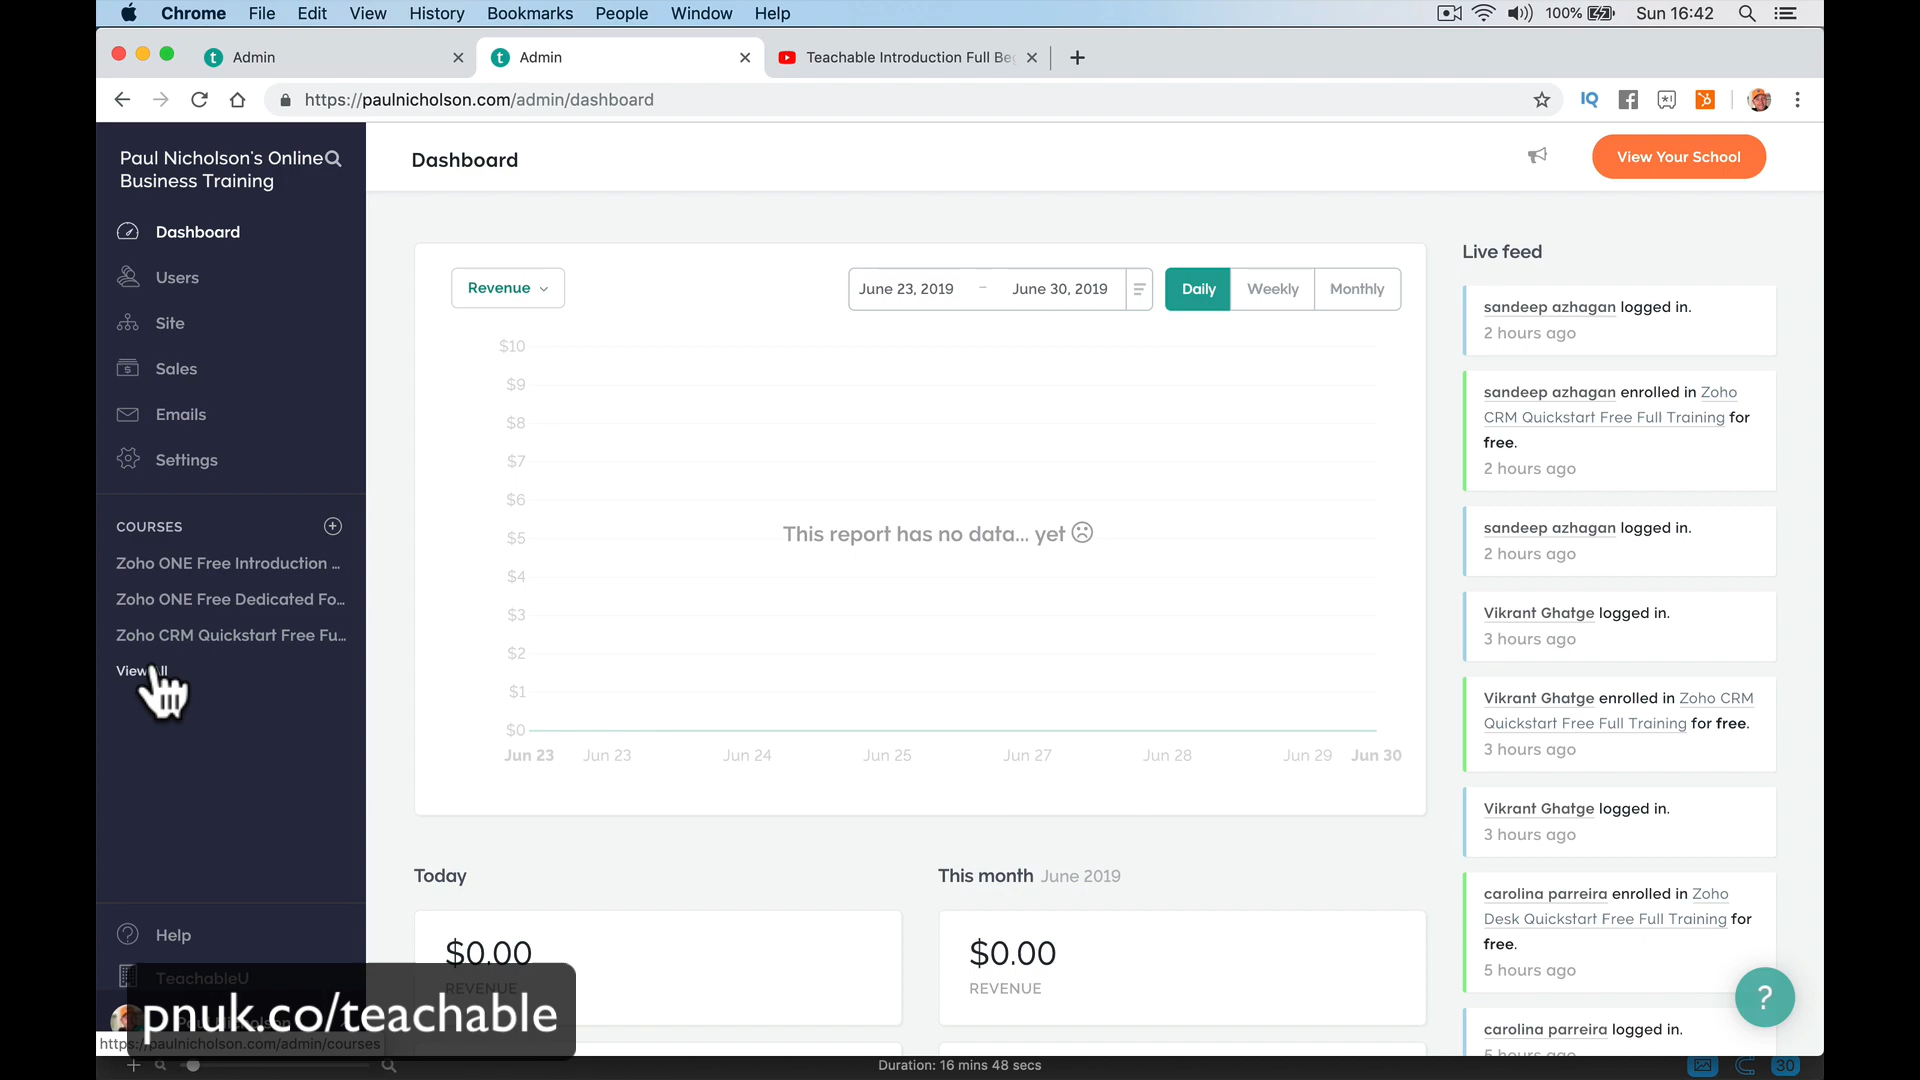 Chrome File Edit View History Bookmarks People Window Help
100% Sun 16:42
Admin
Admin
Teachable Introduction Full Be
https://paulnicholson.com/admin/dashboard
IQ
Paul Nicholson's Online
Business Training
Dashboard
Users
Site
Sales
Emails
Settings
COURSES
Zoho ONE Free Introduction ...
Zoho ONE Free Dedicated Fo...
Zoho CRM Quickstart Free Fu...
View All
Help
TeachableU
pnuk.co/teachable
https://paulnicholson.com/admin/courses
Dashboard
View Your School
Revenue
June 23, 2019 – June 30, 2019
Daily Weekly Monthly
$10
$9
$8
$7
$6
$5
$4
$3
$2
$1
$0
This report has no data... yet
Jun 23 Jun 23 Jun 24 Jun 25 Jun 27 Jun 28 Jun 29 Jun 30
Today
$0.00
REVENUE
This month June 2019
$0.00
REVENUE
Live feed
sandeep azhagan logged in.
2 hours ago
sandeep azhagan enrolled in Zoho
CRM Quickstart Free Full Training for
free.
2 hours ago
sandeep azhagan logged in.
2 hours ago
Vikrant Ghatge logged in.
3 hours ago
Vikrant Ghatge enrolled in Zoho CRM
Quickstart Free Full Training for free.
3 hours ago
Vikrant Ghatge logged in.
3 hours ago
carolina parreira enrolled in Zoho
Desk Quickstart Free Full Training for
free.
5 hours ago
carolina parreira logged in.
5 hours ago
?
Duration: 16 mins 48 secs
30